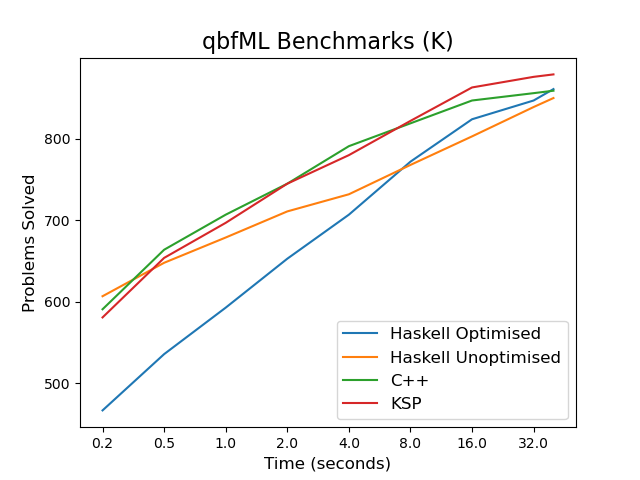 qbfML Benchmarks (K)
Problems Solved
800
700
600
500
Haskell Optimised
Haskell Unoptimised
C++
KSP
0.2 0.5 1.0 2.0 4.0 8.0 16.0 32.0
Time (seconds)